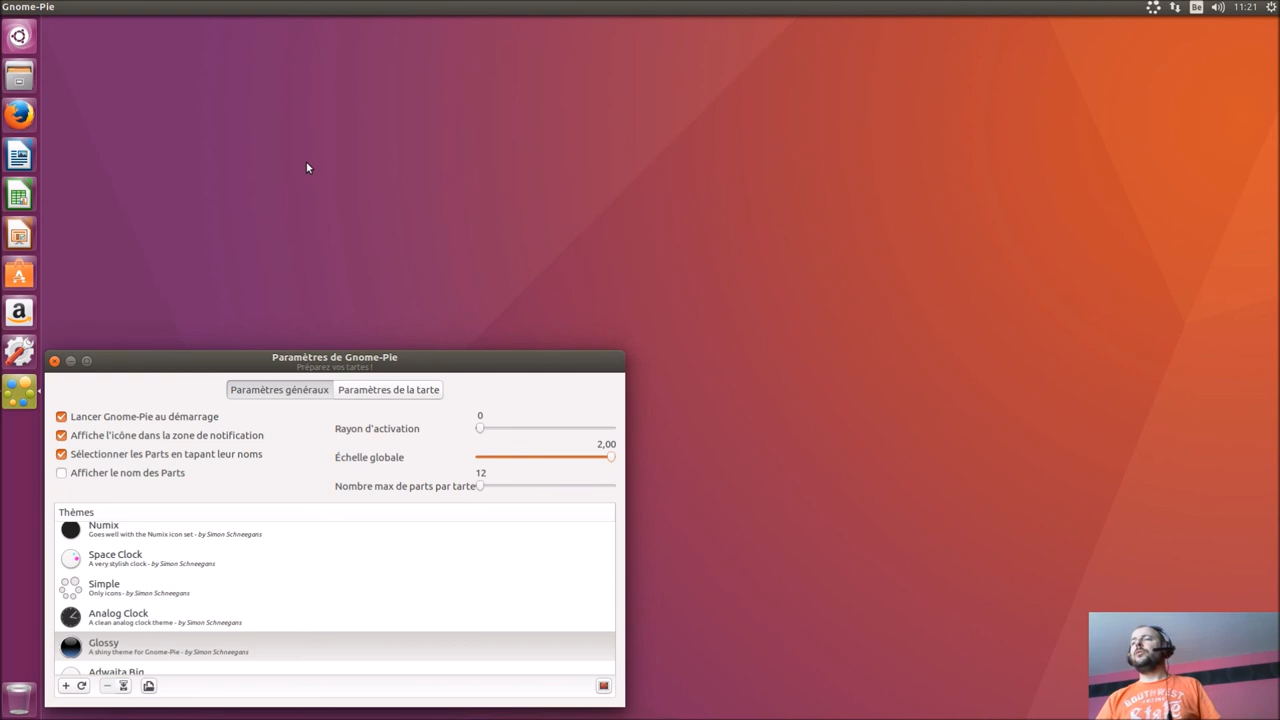 Gnome-Pie
Be
11:21
a
Paramètres de Gnome-Pie
Préparez vos tartes !
Paramètres généraux
Paramètres de la tarte
Lancer Gnome-Pie au démarrage
Affiche l'icône dans la zone de notification
Sélectionner les Parts en tapant leur noms
Afficher le nom des Parts
0
Rayon d'activation
2,00
Échelle globale
12
Nombre max de parts par tarte
Thèmes
Numix
Goes well with the Numix icon set - by Simon Schneegans
Space Clock
A very stylish clock - by Simon Schneegans
Simple
Only icons - by Simon Schneegans
Analog Clock
A clean analog clock theme - by Simon Schneegans
Glossy
A shiny theme for Gnome-Pie - by Simon Schneegans
Adwaita Big
SOUTHWEST
State